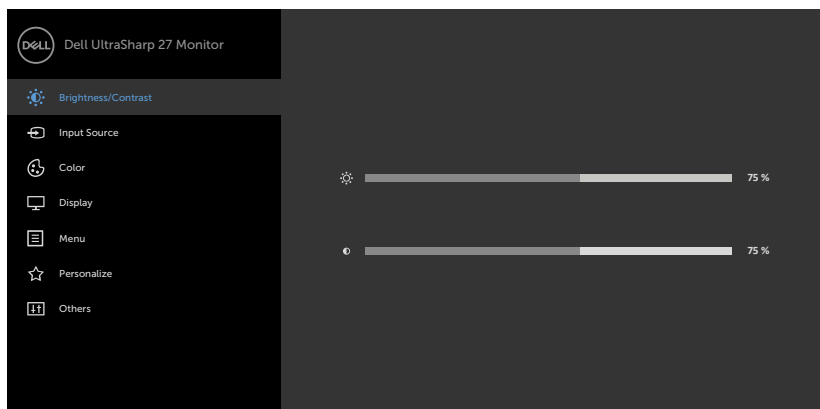 DELL Dell UltraSharp 27 Monitor
Brightness/Contrast
Input Source
Color
75 %
Display
Menu
75 %
Personalize
Others